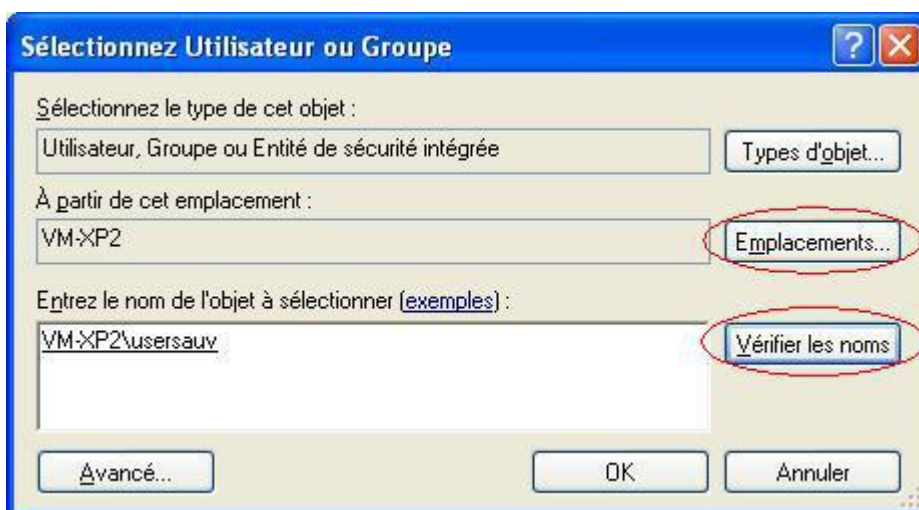 Sélectionnez Utilisateur ou Groupe
Sélectionnez le type de cet objet :
Utilisateur, Groupe ou Entité de sécurité intégrée
Types d'objet...
À partir de cet emplacement :
VM-XP2
Emplacements...
Entrez le nom de l'objet à sélectionner (exemples) :
VM-XP2\usersauv
Vérifier les noms
Avancé...
OK
Annuler